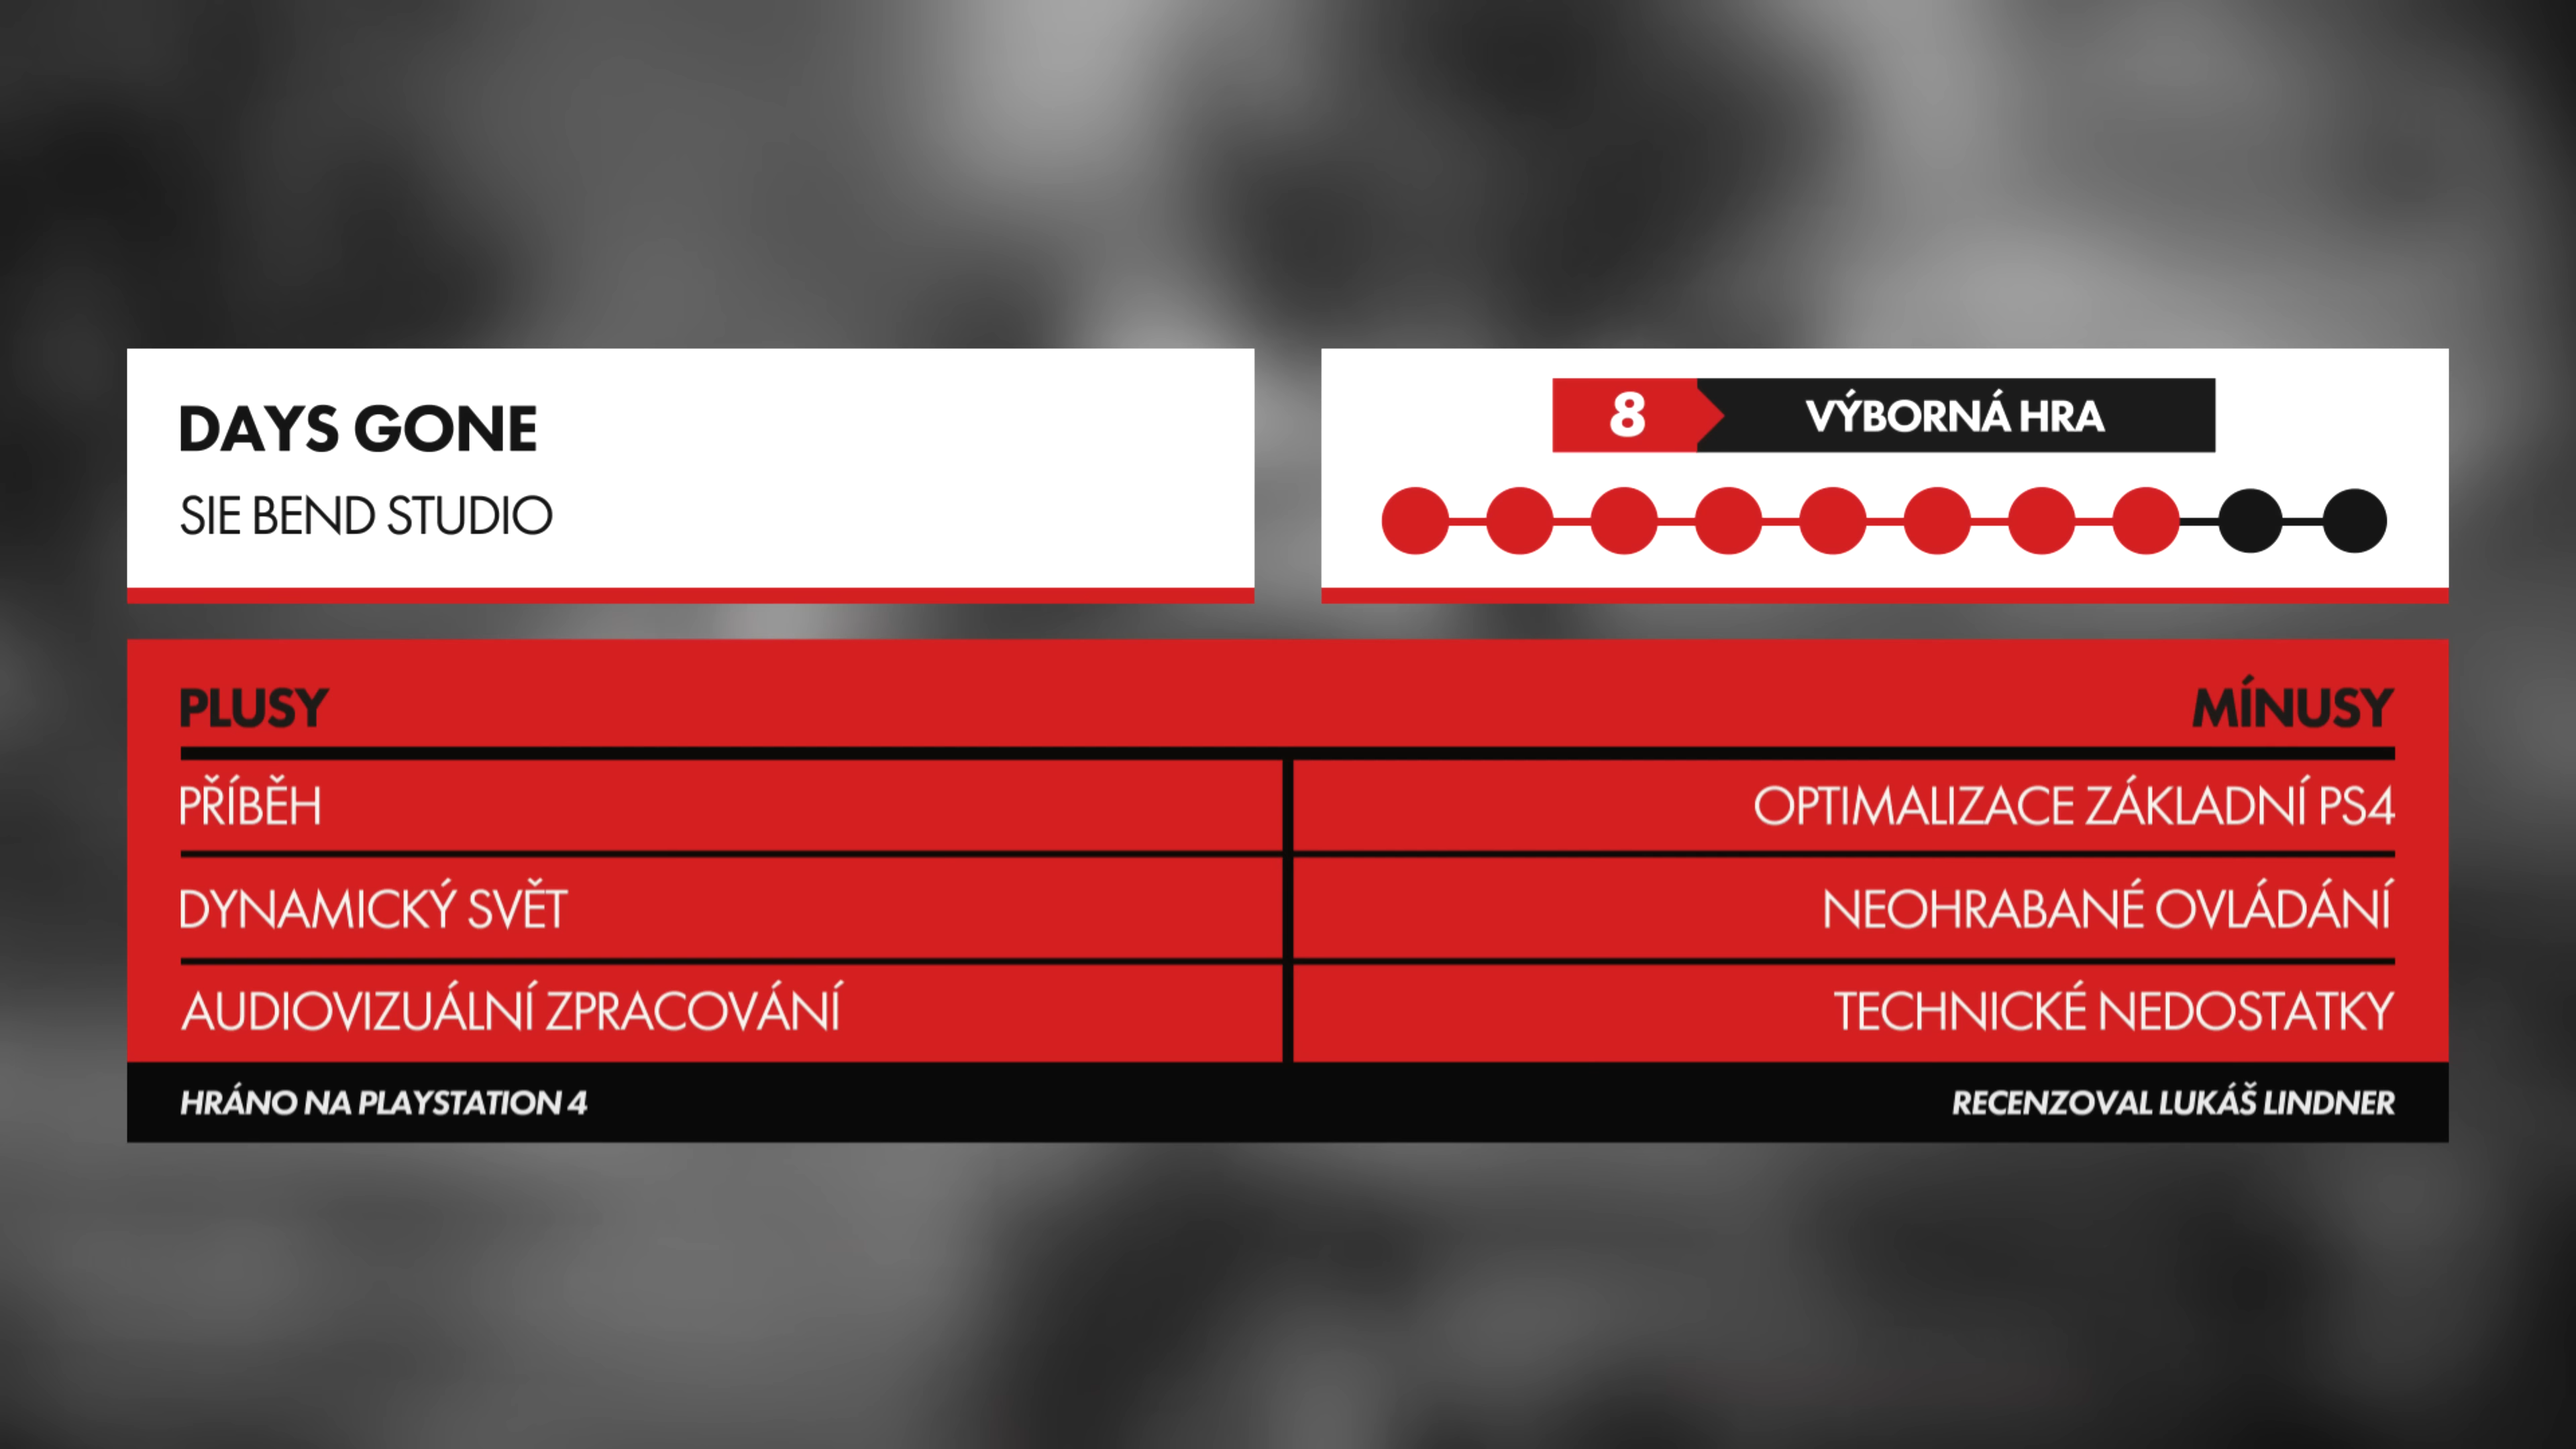 DAYS GONE
SIE BEND STUDIO
8 VÝBORNÁ HRA
PLUSY
MÍNUSY
PŘÍBĚH
OPTIMALIZACE ZÁKLADNÍ PS4
DYNAMICKÝ SVĚT
NEOHRABANÉ OVLÁDÁNÍ
AUDIOVIZUÁLNÍ ZPRACOVÁNÍ
TECHNICKÉ NEDOSTATKY
HRÁNO NA PLAYSTATION 4
RECENZOVAL LUKÁŠ LINDNER